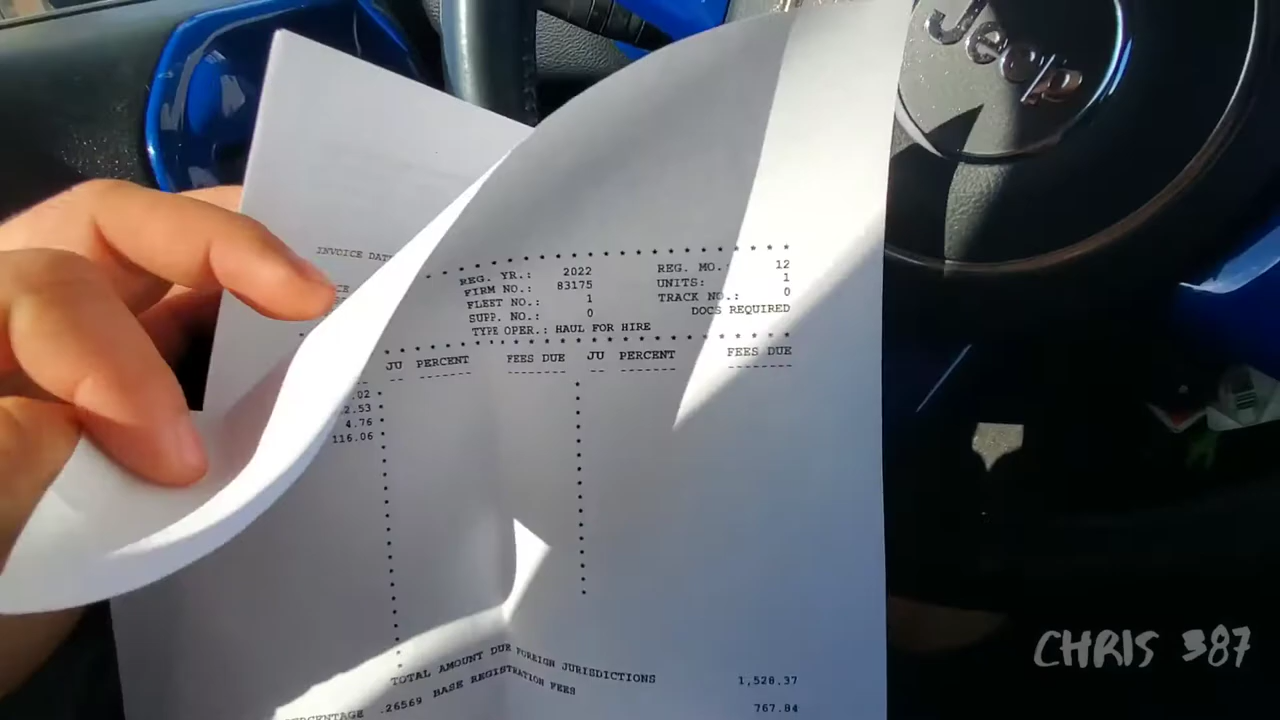 Jeep
INVOICE
REG. YR.: 2022 REG. MO.: 12
FIRM NO.: 83175 UNITS: 1
FLEET NO.: 1 TRACK NO.: 0
SUPP. NO.: 0 DOCS REQUIRED
TYPE OPER.: HAUL FOR HIRE
JU PERCENT FEES DUE JU PERCENT FEES DUE
.02
.53
4.76
116.06
TOTAL AMOUNT DUE FOREIGN JURISDICTIONS 1,528.37
PERCENTAGE .26569 BASE REGISTRATION FEES 767.84
CHRIS 387